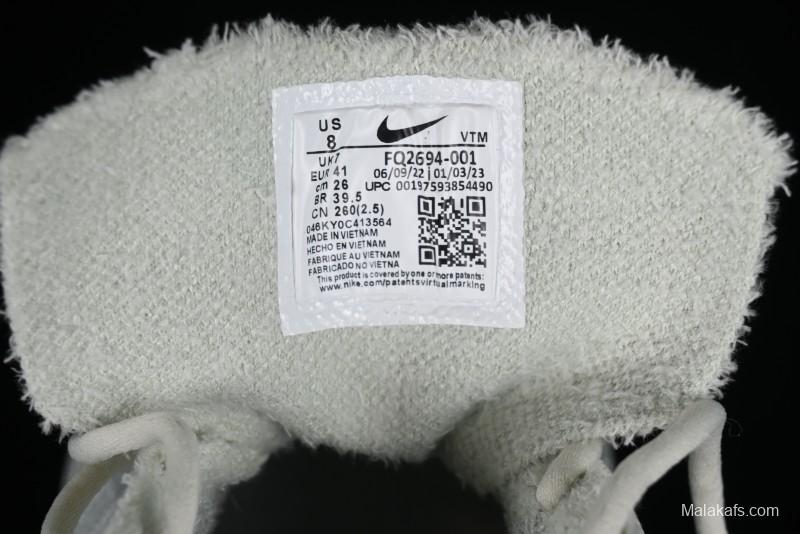 US
8
VTM
UK7
EUR 41
cm 26
BR 39.5
CN 260(2.5)
FQ2694-001
06/09/22 | 01/03/23
UPC 00197593854490
046KY0C413564
MADE IN VIETNAM
HECHO EN VIETNAM
FABRIQUE AU VIETNAM
FABRICADO NO VIETNA
This product is covered by one or more patents:
www.nike.com/patentsvirtualmarking
Malakafs.com